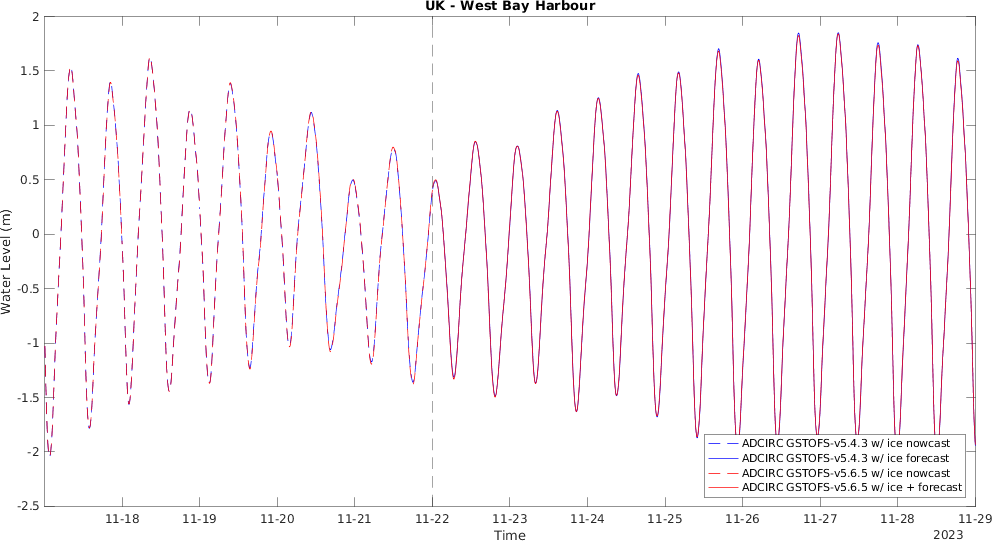 UK - West Bay Harbour
2
1.5
1
0.5
0
-0.5
-1
-1.5
-2
-2.5
Water Level (m)
ADCIRC GSTOFS-v5.4.3 w/ ice nowcast
ADCIRC GSTOFS-v5.4.3 w/ ice forecast
ADCIRC GSTOFS-v5.6.5 w/ ice nowcast
ADCIRC GSTOFS-v5.6.5 w/ ice + forecast
11-18 11-19 11-20 11-21 11-22 11-23 11-24 11-25 11-26 11-27 11-28 11-29
Time
2023